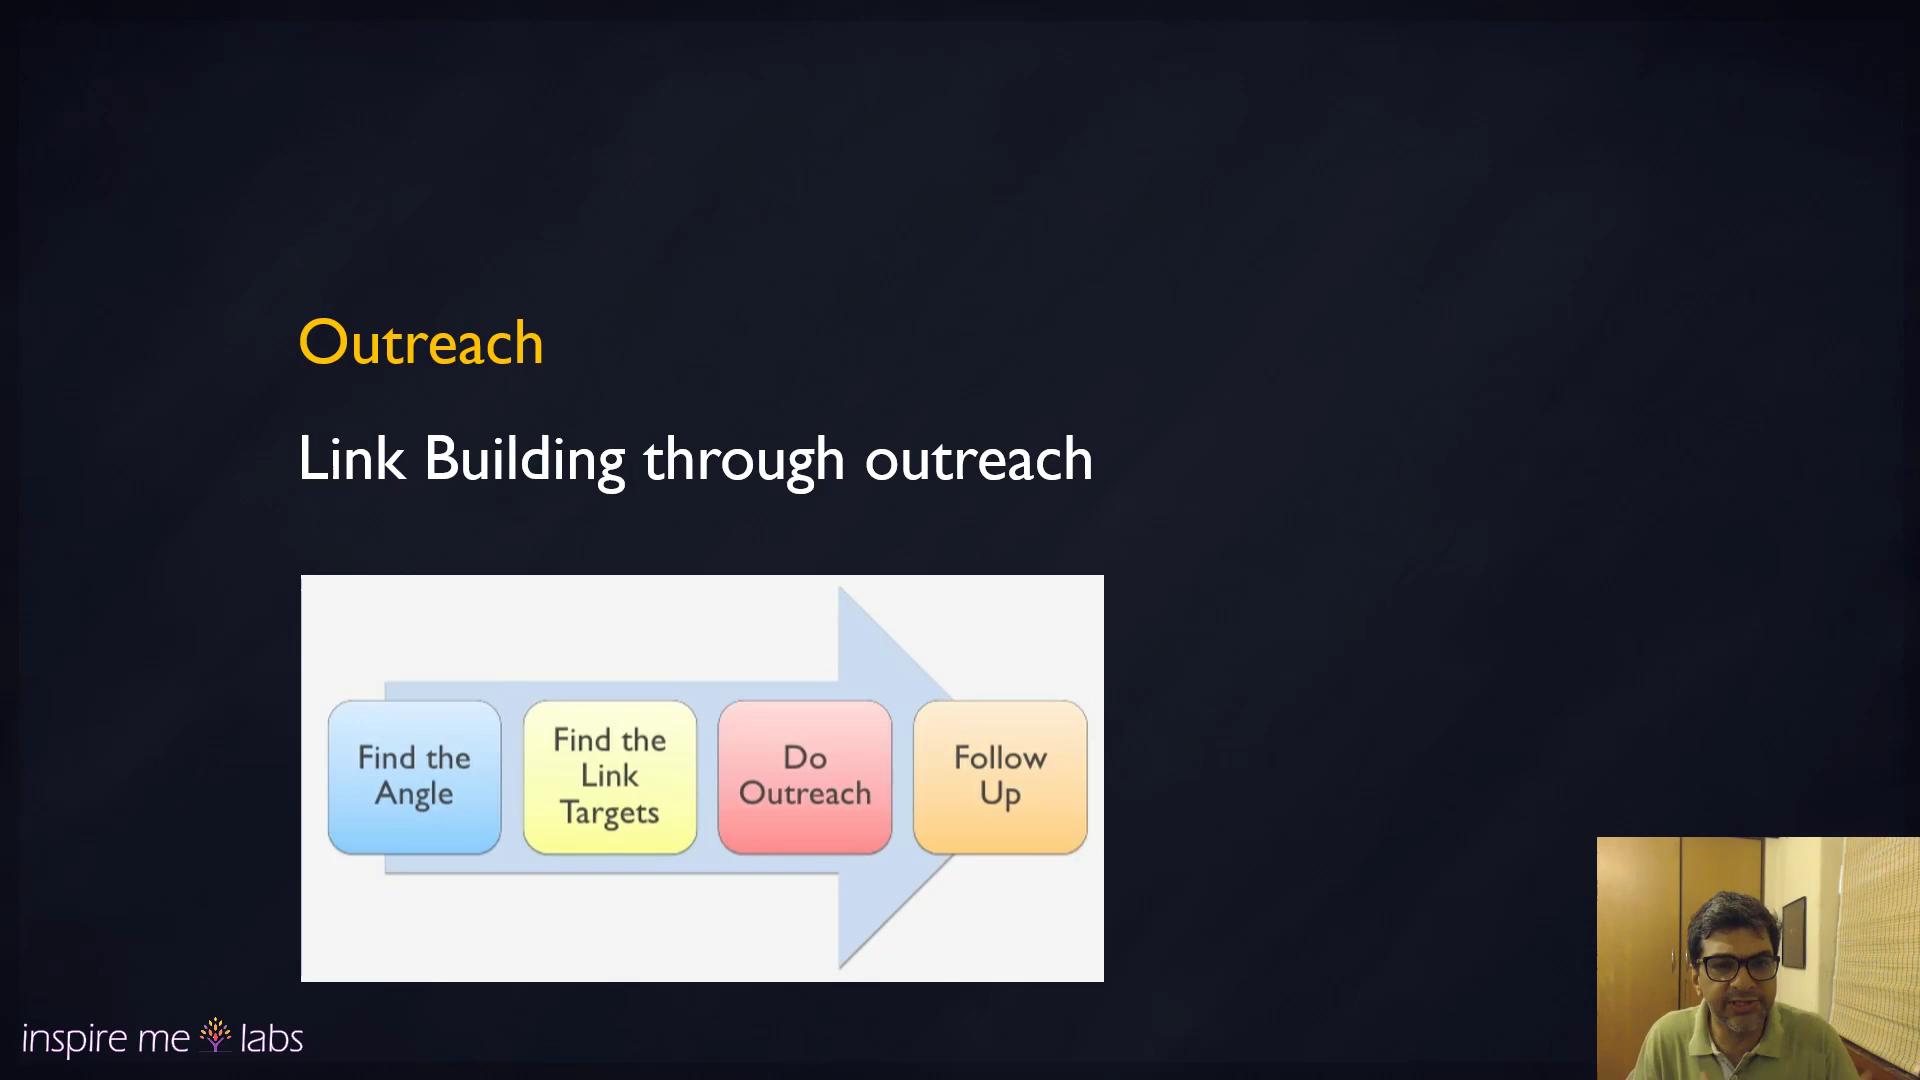 Outreach
Link Building through outreach
Find the
Angle
Find the
Link
Targets
Do
Outreach
Follow
Up
inspire me labs